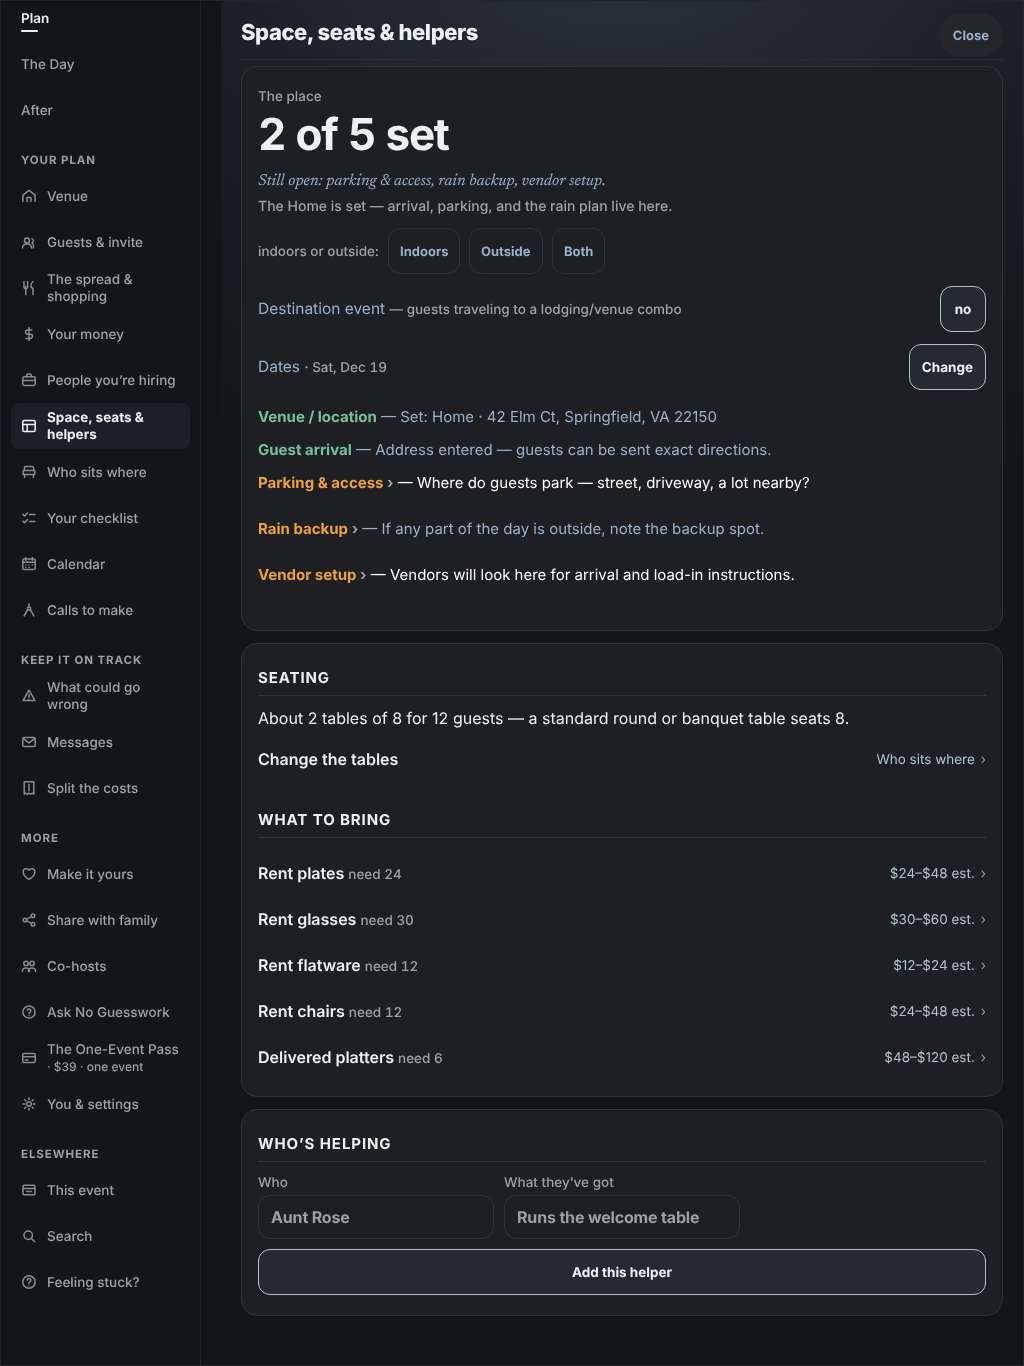 Plan
The Day
After
YOUR PLAN
Venue
Guests & invite
The spread &
shopping
Your money
People you’re hiring
Space, seats &
helpers
Who sits where
Your checklist
Calendar
Calls to make
KEEP IT ON TRACK
What could go
wrong
Messages
Split the costs
MORE
Make it yours
Share with family
Co-hosts
Ask No Guesswork
The One-Event Pass
· $39 · one event
You & settings
ELSEWHERE
This event
Search
Feeling stuck?
Space, seats & helpers
Close
The place
2 of 5 set
Still open: parking & access, rain backup, vendor setup.
The Home is set — arrival, parking, and the rain plan live here.
indoors or outside: Indoors Outside Both
Destination event — guests traveling to a lodging/venue combo no
Dates · Sat, Dec 19 Change
Venue / location — Set: Home · 42 Elm Ct, Springfield, VA 22150
Guest arrival — Address entered — guests can be sent exact directions.
Parking & access › — Where do guests park — street, driveway, a lot nearby?
Rain backup › — If any part of the day is outside, note the backup spot.
Vendor setup › — Vendors will look here for arrival and load-in instructions.
SEATING
About 2 tables of 8 for 12 guests — a standard round or banquet table seats 8.
Change the tables Who sits where ›
WHAT TO BRING
Rent plates need 24 $24–$48 est. ›
Rent glasses need 30 $30–$60 est. ›
Rent flatware need 12 $12–$24 est. ›
Rent chairs need 12 $24–$48 est. ›
Delivered platters need 6 $48–$120 est. ›
WHO’S HELPING
Who What they’ve got
Aunt Rose Runs the welcome table
Add this helper